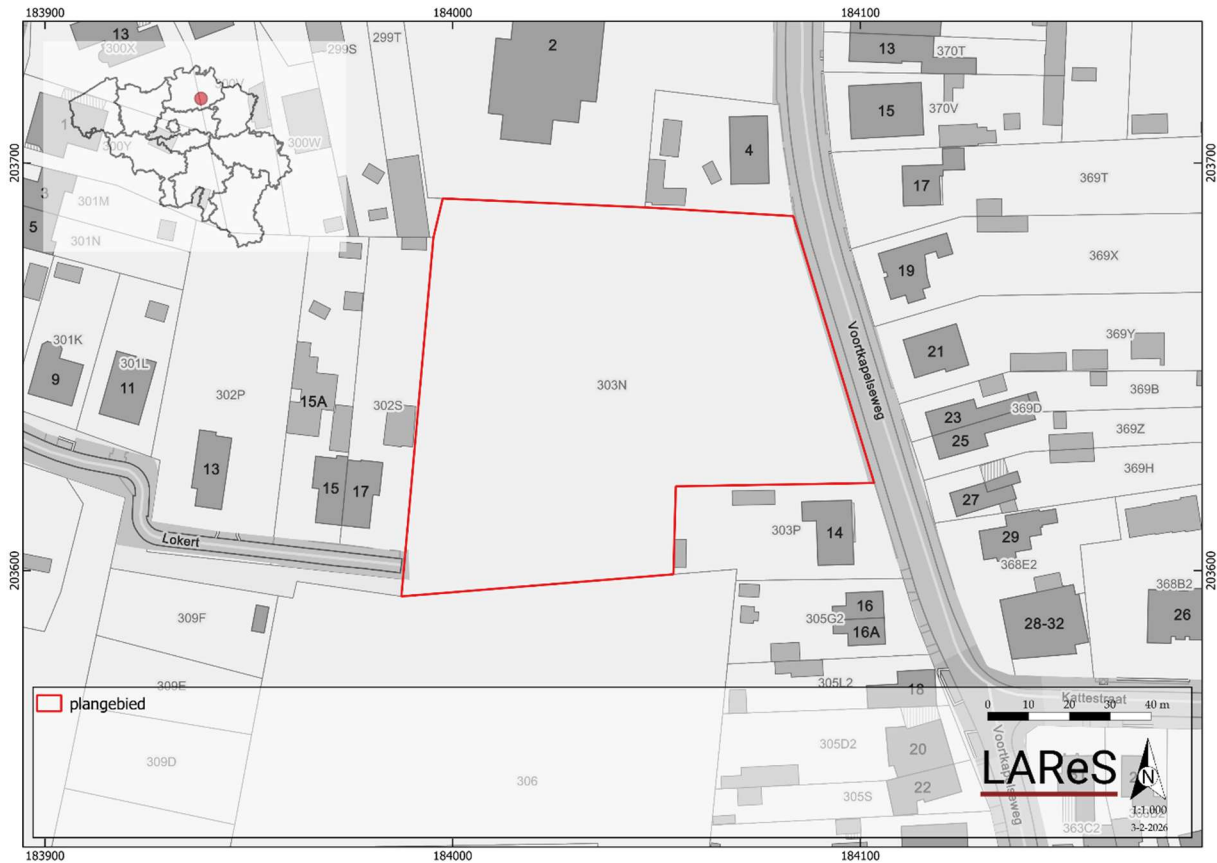 183900 184000 184100
13
300X
299S
299T
2
13
370T
15
370V
300V
1
300Y
300W
4
203700
203700
17
369T
3
301M
5
301N
19
369X
Voortkapelseweg
301K
301L
9
11
302P
15A
302S
303N
21
369Y
369B
23
369D
25
369Z
369H
13
15
17
27
303P
14
29
368E2
Lokert
203600
203600
309F
16
305G2
16A
28-32
368B2
26
309E
305L2
18
Kattestraat
plangebied
0 10 20 30 40 m
309D
306
305D2
20
Voortkapelseweg
LAReS
N
305S
22
1:1.000
3-2-2026
363C2
183900 184000 184100